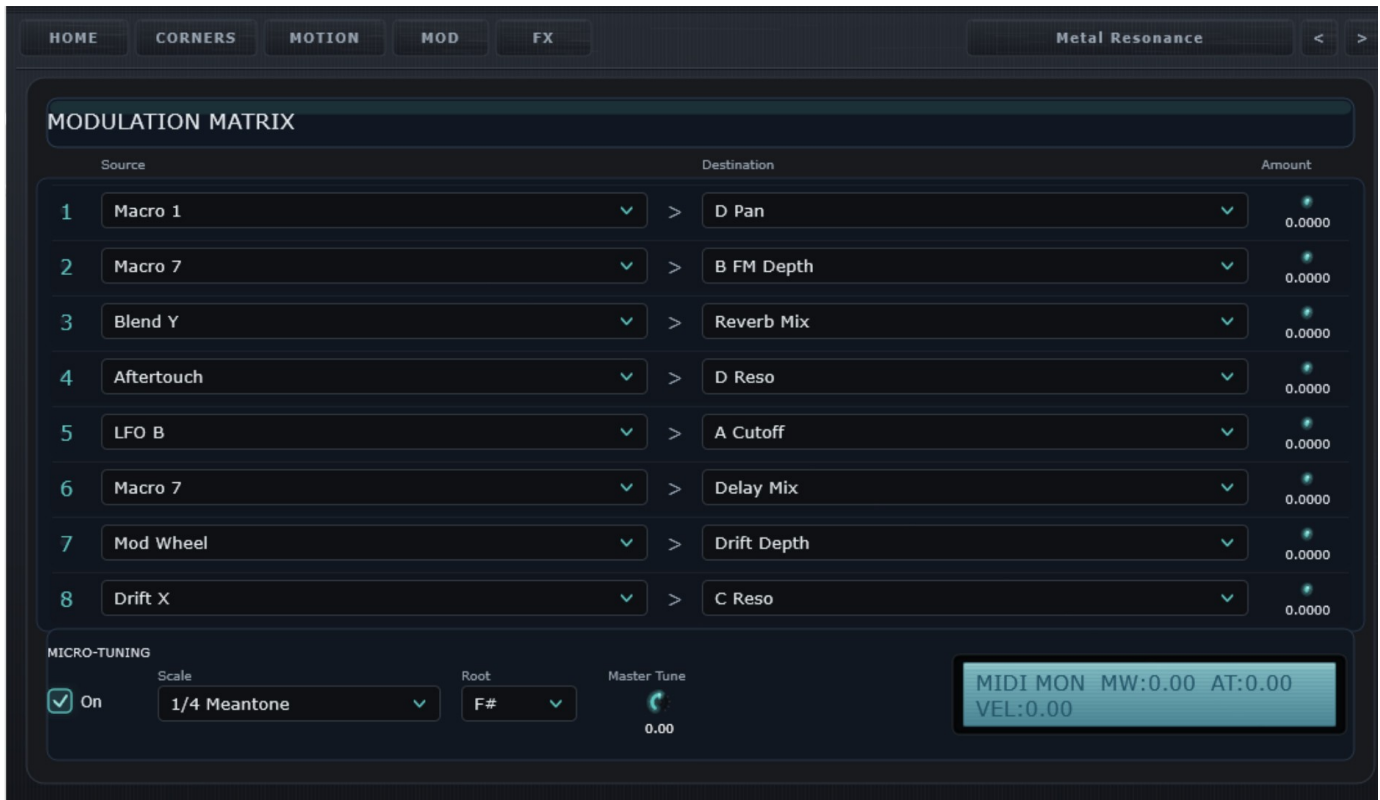 HOME CORNERS MOTION MOD FX Metal Resonance < >
MODULATION MATRIX
Source Destination Amount
1 Macro 1 > D Pan 0.0000
2 Macro 7 > B FM Depth 0.0000
3 Blend Y > Reverb Mix 0.0000
4 Aftertouch > D Reso 0.0000
5 LFO B > A Cutoff 0.0000
6 Macro 7 > Delay Mix 0.0000
7 Mod Wheel > Drift Depth 0.0000
8 Drift X > C Reso 0.0000
MICRO-TUNING
Scale Root Master Tune
On 1/4 Meantone F# 0.00
MIDI MON MW:0.00 AT:0.00
VEL:0.00